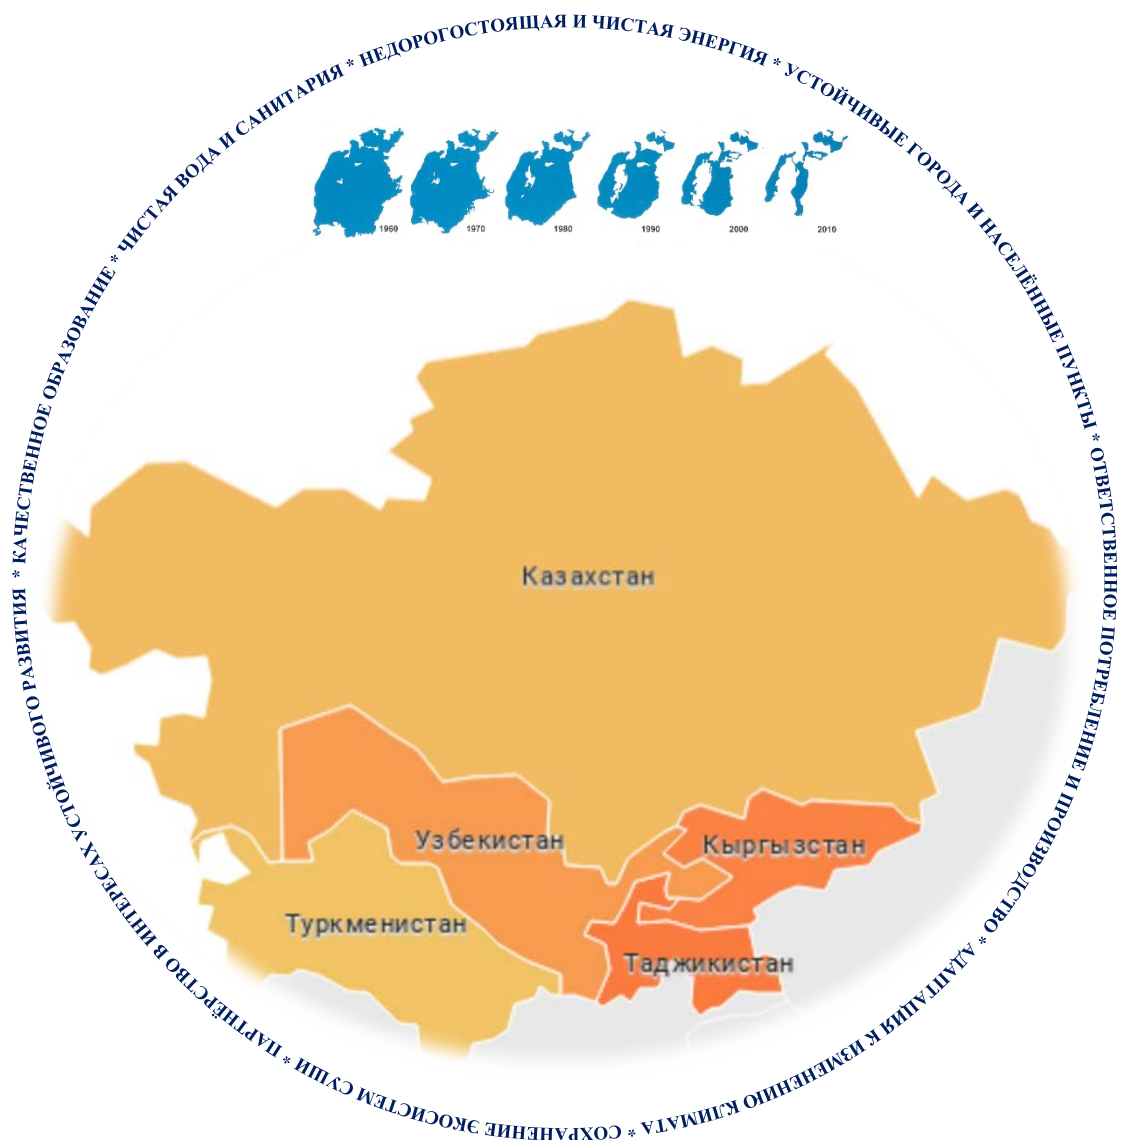 * КАЧЕСТВЕННОЕ ОБРАЗОВАНИЕ * ЧИСТАЯ ВОДА И САНИТАРИЯ * НЕДОРОГОСТОЯЩАЯ И ЧИСТАЯ ЭНЕРГИЯ * УСТОЙЧИВЫЕ ГОРОДА И НАСЕЛЁННЫЕ ПУНКТЫ * ОТВЕТСТВЕННОЕ ПОТРЕБЛЕНИЕ И ПРОИЗВОДСТВО * АДАПТАЦИЯ К ИЗМЕНЕНИЮ КЛИМАТА * СОХРАНЕНИЕ ЭКОСИСТЕМ СУШИ * ПАРТНЁРСТВО В ИНТЕРЕСАХ УСТОЙЧИВОГО РАЗВИТИЯ
1960 1970 1980 1990 2000 2010
Казахстан
Узбекистан
Кыргызстан
Туркменистан
Таджикистан